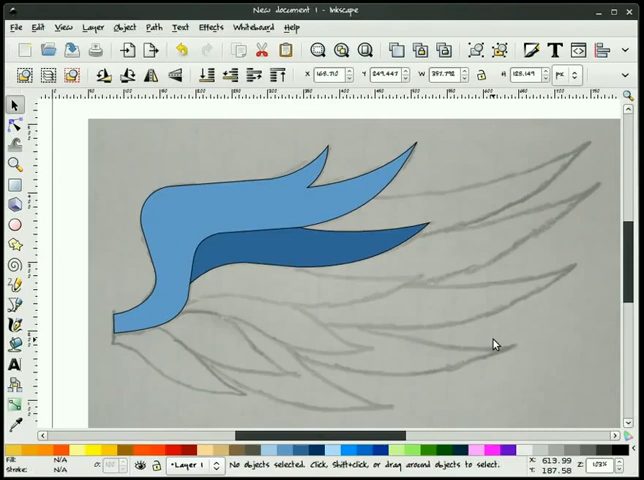 New document 1 - Inkscape
File Edit View Layer Object Path Text Effects Whiteboard Help
X Y W H px
Fill: N/A
Stroke: N/A
O: Layer 1 No objects selected. Click, Shift+click, or drag around objects to select.
X: 613.99
Y: 187.58
Z: